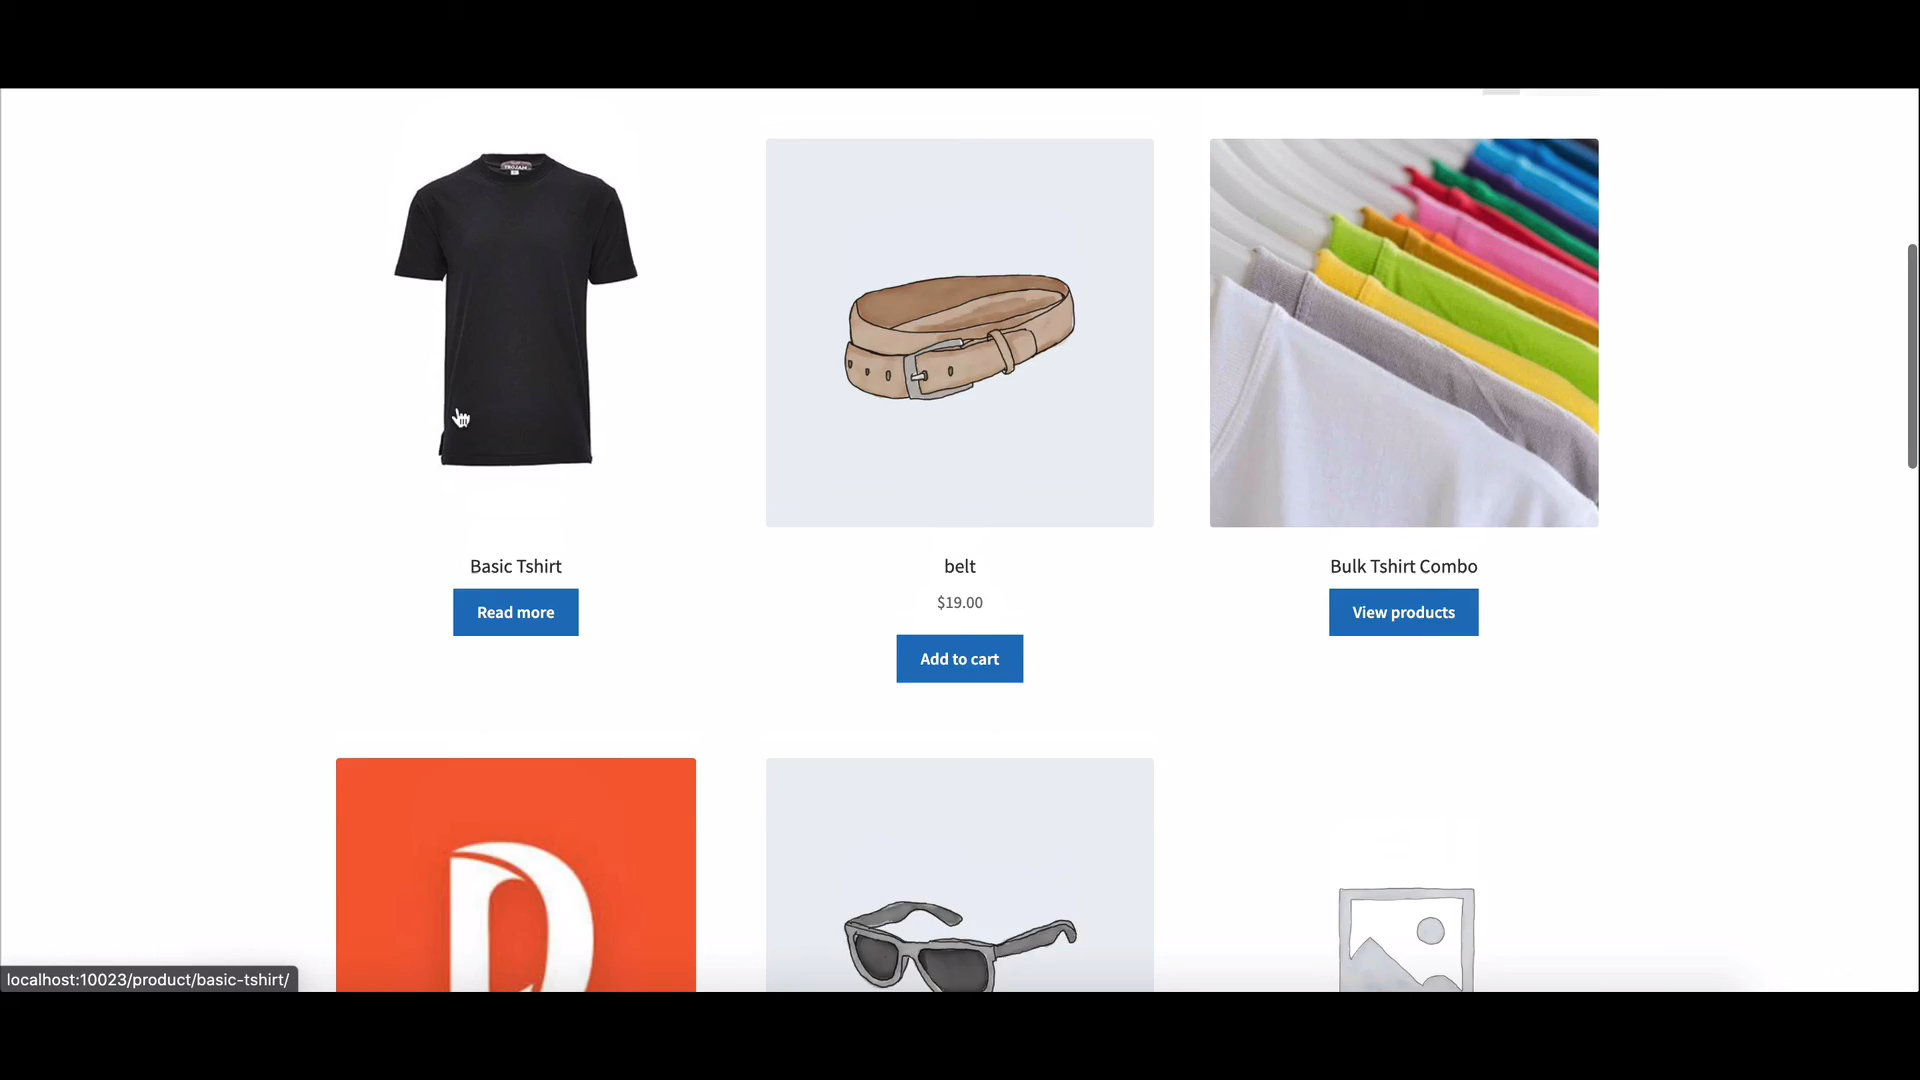 TROJAN
Basic Tshirt
belt
Bulk Tshirt Combo
Read more
$19.00
View products
Add to cart
localhost:10023/product/basic-tshirt/